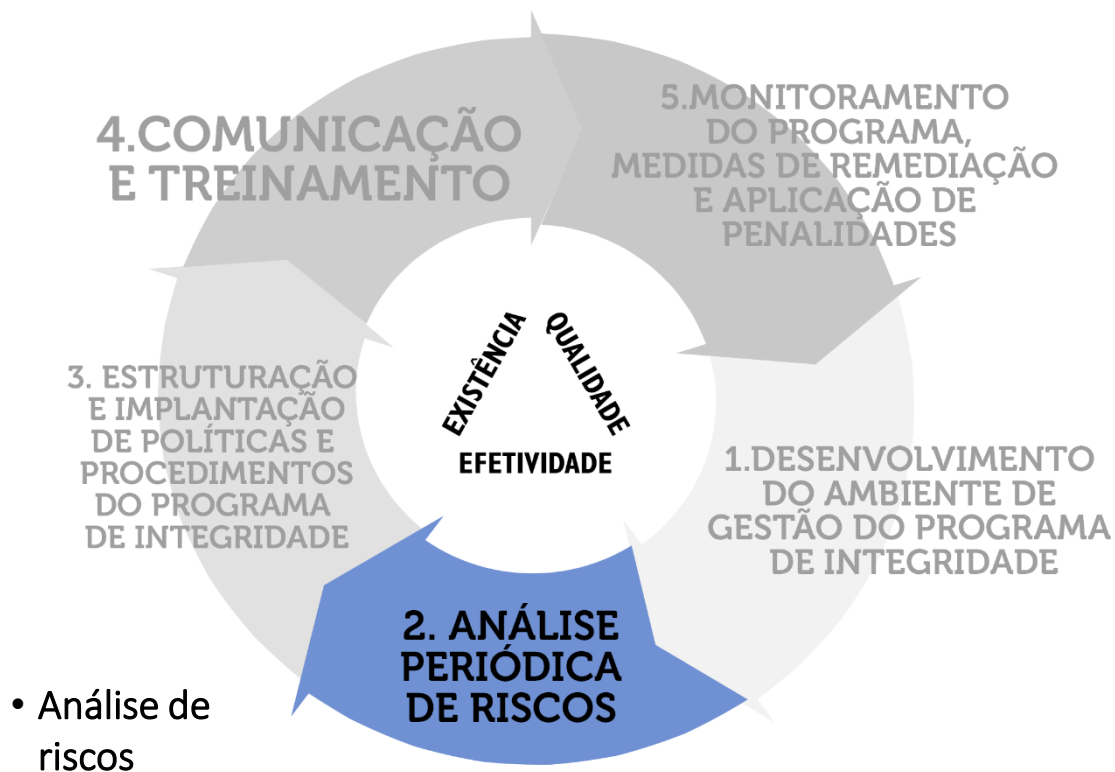 4.COMUNICAÇÃO
E TREINAMENTO
5.MONITORAMENTO
DO PROGRAMA,
MEDIDAS DE REMEDIAÇÃO
E APLICAÇÃO DE
PENALIDADES
EXISTÊNCIA
QUALIDADE
EFETIVIDADE
3. ESTRUTURAÇÃO
E IMPLANTAÇÃO
DE POLÍTICAS E
PROCEDIMENTOS
DO PROGRAMA
DE INTEGRIDADE
1.DESENVOLVIMENTO
DO AMBIENTE DE
GESTÃO DO PROGRAMA
DE INTEGRIDADE
2. ANÁLISE
PERIÓDICA
DE RISCOS
• Análise de
riscos